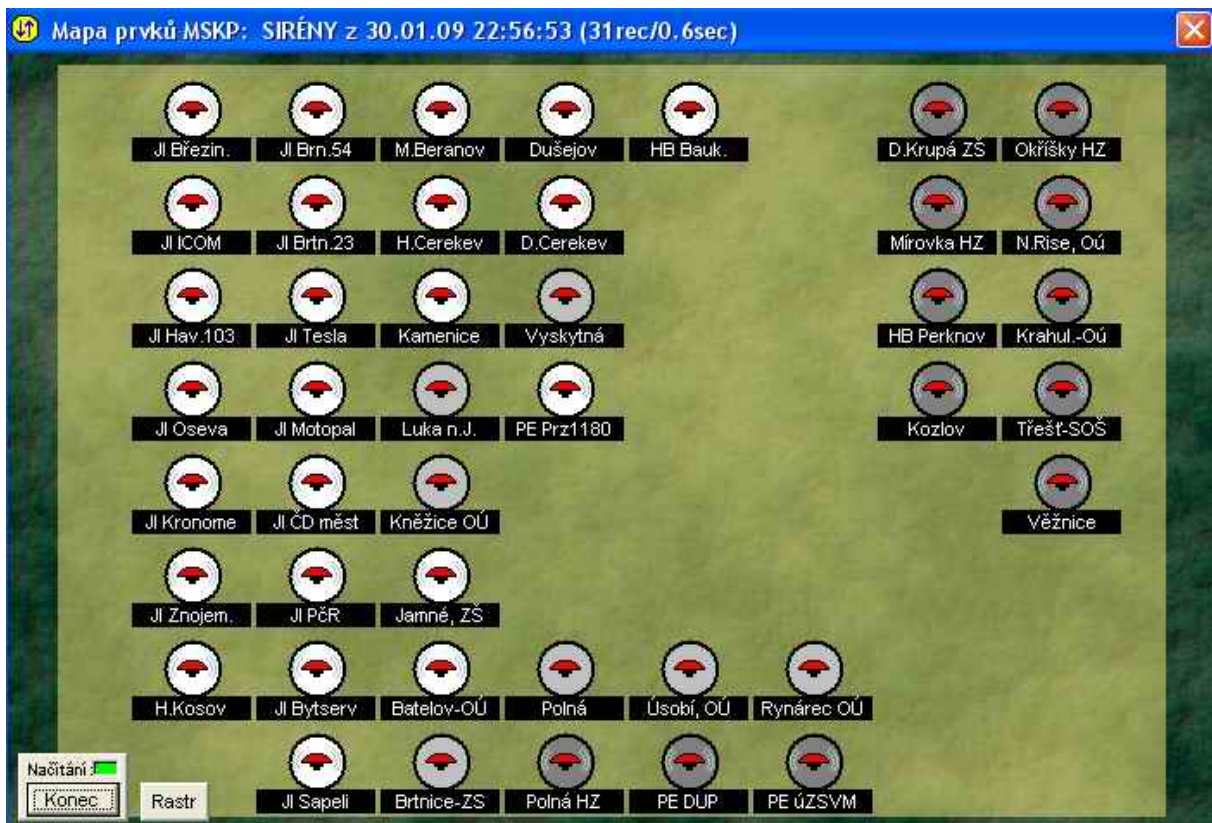 Mapa prvků MSKP: SIRÉNY z 30.01.09 22:56:53 (31rec/0.6sec)
JI Březin. JI Brn.54 M.Beranov Dušejov HB Bauk. D.Krupá ZŠ Okříšky HZ
JI ICOM JI Brtn.23 H.Cerekev D.Cerekev Mírovka HZ N.Rise, Oú
JI Hav.103 JI Tesla Kamenice Vyskytná HB Perknov Krahul.-Oú
JI Oseva JI Motopal Luka n.J. PE Prz1180 Kozlov Třešť-SOŠ
JI Kronome JI ČD měst Kněžice OÚ Věžnice
JI Znojem. JI PčR Jamné, ZŠ
H.Kosov JI Bytserv Batelov-OÚ Polná Úsobí, OÚ Rynárec OÚ
Načítání:
Konec Rastr JI Sapeli Brtnice-ZS Polná HZ PE DUP PE úZSVM